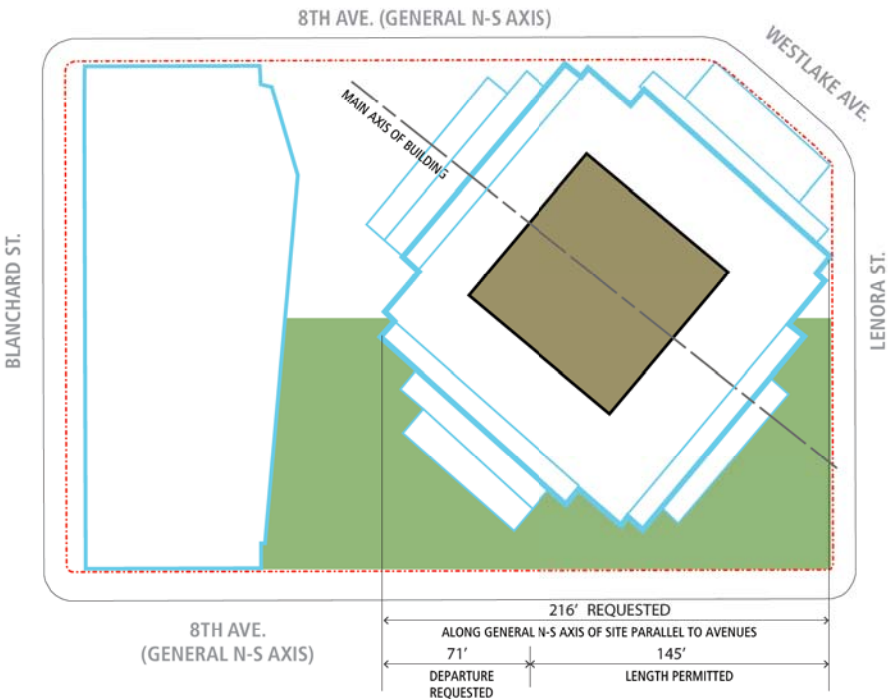 8TH AVE. (GENERAL N-S AXIS)
WESTLAKE AVE.
MAIN AXIS OF BUILDING
BLANCHARD ST.
LENORA ST.
216' REQUESTED
8TH AVE.
(GENERAL N-S AXIS)
ALONG GENERAL N-S AXIS OF SITE PARALLEL TO AVENUES
71'
145'
DEPARTURE
REQUESTED
LENGTH PERMITTED